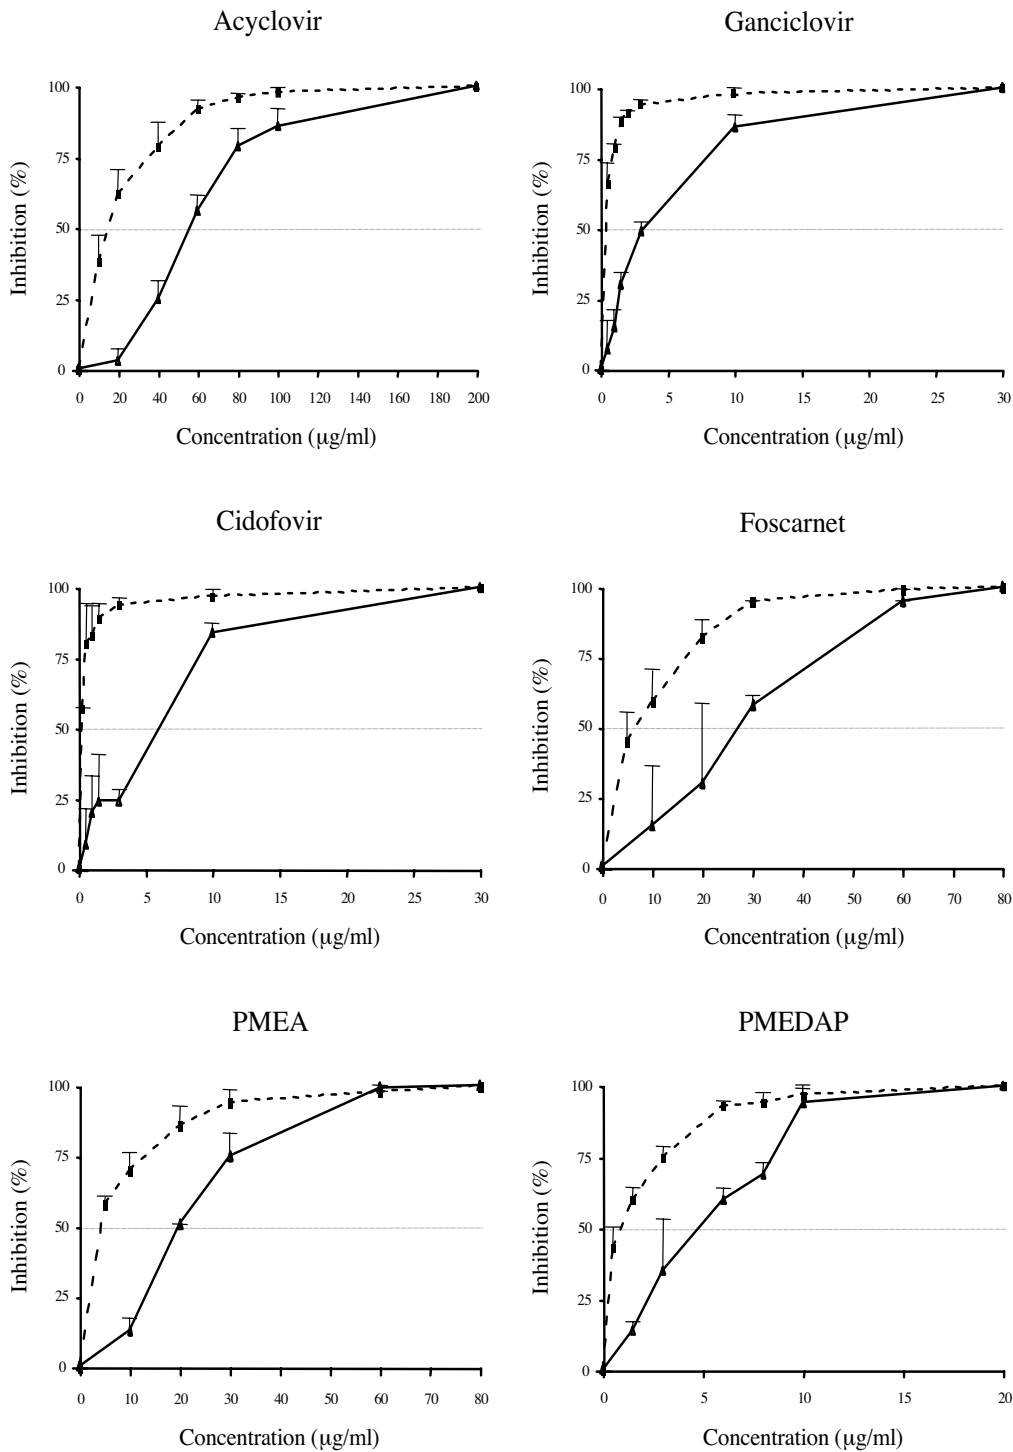 Acyclovir
100
75
50
25
0
Inhibition (%)
0 20 40 60 80 100 120 140 160 180 200
Concentration (μg/ml)
Ganciclovir
100
75
50
25
0
Inhibition (%)
0 5 10 15 20 25 30
Concentration (μg/ml)
Cidofovir
100
75
50
25
0
Inhibition (%)
0 5 10 15 20 25 30
Concentration (μg/ml)
Foscarnet
100
75
50
25
0
Inhibition (%)
0 10 20 30 40 50 60 70 80
Concentration (μg/ml)
PMEA
100
75
50
25
0
Inhibition (%)
0 10 20 30 40 50 60 70 80
Concentration (μg/ml)
PMEDAP
100
75
50
25
0
Inhibition (%)
0 5 10 15 20
Concentration (μg/ml)